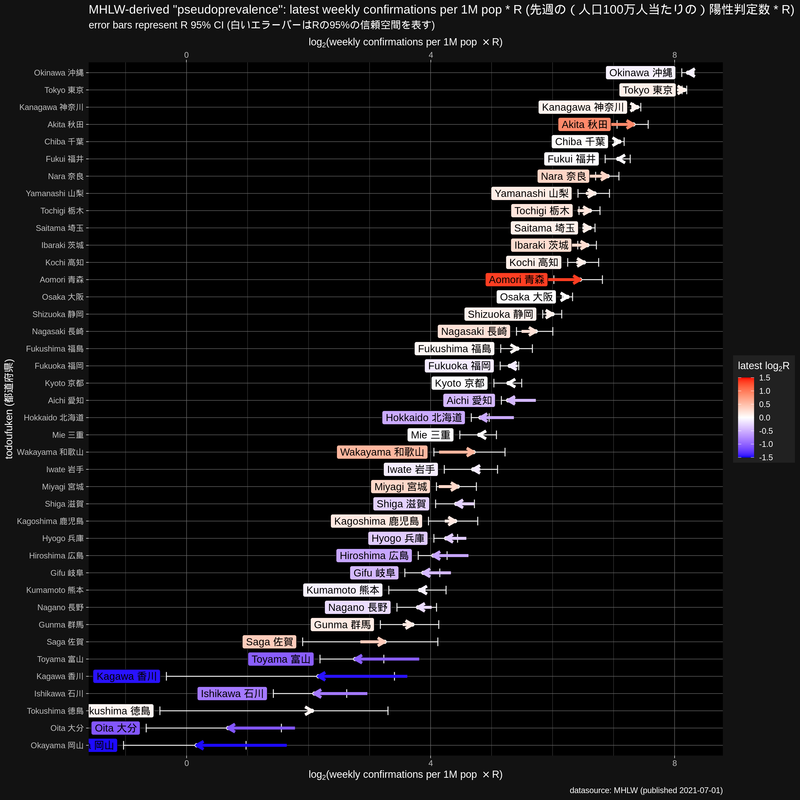 MHLW-derived "pseudoprevalence": latest weekly confirmations per 1M pop * R (先週の ( 人口100万人当たりの ) 陽性判定数 * R)
error bars represent R 95% CI (白いエラーバーはRの95%の信頼空間を表す)
log2(weekly confirmations per 1M pop × R)
0 4 8
Okinawa 沖縄 Okinawa 沖縄
Tokyo 東京 Tokyo 東京
Kanagawa 神奈川 Kanagawa 神奈川
Akita 秋田 Akita 秋田
Chiba 千葉 Chiba 千葉
Fukui 福井 Fukui 福井
Nara 奈良 Nara 奈良
Yamanashi 山梨 Yamanashi 山梨
Tochigi 栃木 Tochigi 栃木
Saitama 埼玉 Saitama 埼玉
Ibaraki 茨城 Ibaraki 茨城
Kochi 高知 Kochi 高知
Aomori 青森 Aomori 青森
Osaka 大阪 Osaka 大阪
Shizuoka 静岡 Shizuoka 静岡
Nagasaki 長崎 Nagasaki 長崎
Fukushima 福島 Fukushima 福島
Fukuoka 福岡 Fukuoka 福岡
Kyoto 京都 Kyoto 京都
Aichi 愛知 Aichi 愛知
Hokkaido 北海道 Hokkaido 北海道
Mie 三重 Mie 三重
Wakayama 和歌山 Wakayama 和歌山
Iwate 岩手 Iwate 岩手
Miyagi 宮城 Miyagi 宮城
Shiga 滋賀 Shiga 滋賀
Kagoshima 鹿児島 Kagoshima 鹿児島
Hyogo 兵庫 Hyogo 兵庫
Hiroshima 広島 Hiroshima 広島
Gifu 岐阜 Gifu 岐阜
Kumamoto 熊本 Kumamoto 熊本
Nagano 長野 Nagano 長野
Gunma 群馬 Gunma 群馬
Saga 佐賀 Saga 佐賀
Toyama 富山 Toyama 富山
Kagawa 香川 Kagawa 香川
Ishikawa 石川 Ishikawa 石川
Tokushima 徳島 kushima 徳島
Oita 大分 Oita 大分
Okayama 岡山 岡山
0 4 8
log2(weekly confirmations per 1M pop × R)
todoufuken (都道府県)
latest log2R
1.5
1.0
0.5
0.0
-0.5
-1.0
-1.5
datasource: MHLW (published 2021-07-01)